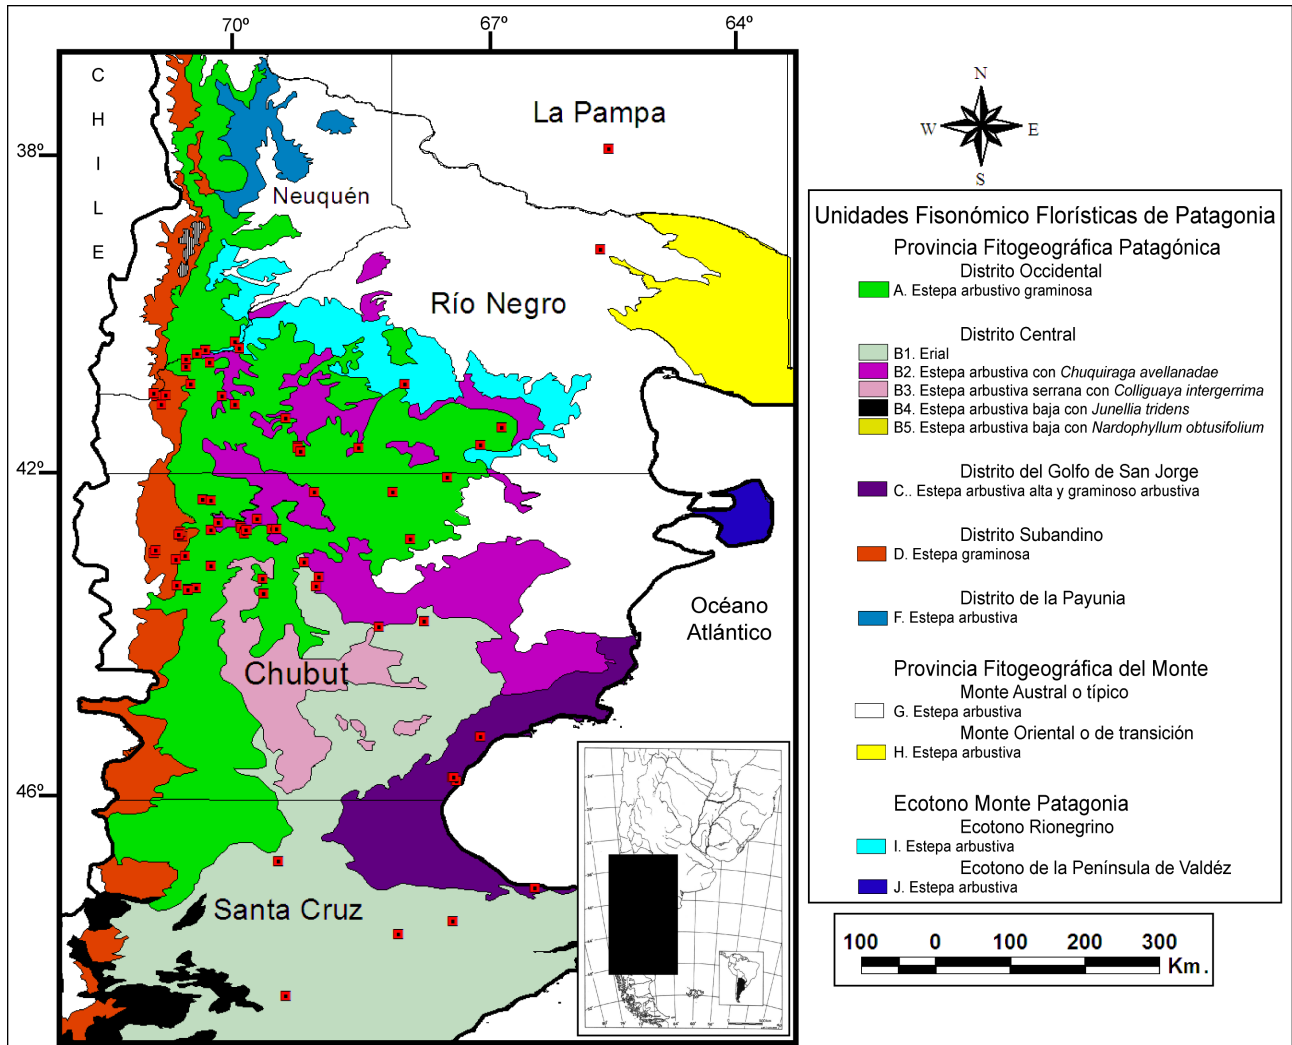 70º
67º
64º
38º
42º
46º
CHILE
La Pampa
Neuquén
Río Negro
Chubut
Santa Cruz
Océano
Atlántico
N
W
E
S
Unidades Fisonómico Florísticas de Patagonia
Provincia Fitogeográfica Patagónica
Distrito Occidental
A. Estepa arbustivo graminosa
Distrito Central
B1. Erial
B2. Estepa arbustiva con Chuquiraga avellanadae
B3. Estepa arbustiva serrana con Colliguaya intergerrima
B4. Estepa arbustiva baja con Junellia tridens
B5. Estepa arbustiva baja con Nardophyllum obtusifolium
Distrito del Golfo de San Jorge
C.. Estepa arbustiva alta y graminoso arbustiva
Distrito Subandino
D. Estepa graminosa
Distrito de la Payunia
F. Estepa arbustiva
Provincia Fitogeográfica del Monte
Monte Austral o típico
G. Estepa arbustiva
Monte Oriental o de transición
H. Estepa arbustiva
Ecotono Monte Patagonia
Ecotono Rionegrino
I. Estepa arbustiva
Ecotono de la Península de Valdéz
J. Estepa arbustiva
100 0 100 200 300
Km.